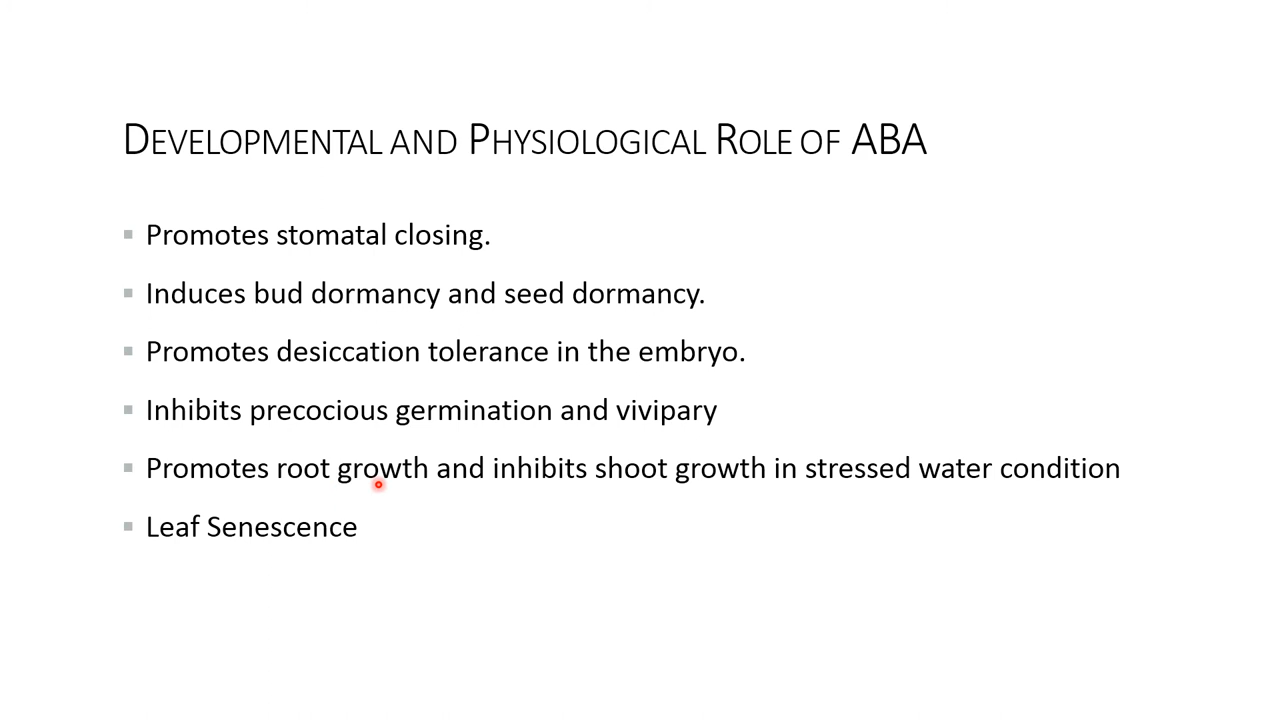 Developmental and Physiological Role of ABA
Promotes stomatal closing.
Induces bud dormancy and seed dormancy.
Promotes desiccation tolerance in the embryo.
Inhibits precocious germination and vivipary
Promotes root growth and inhibits shoot growth in stressed water condition
Leaf Senescence